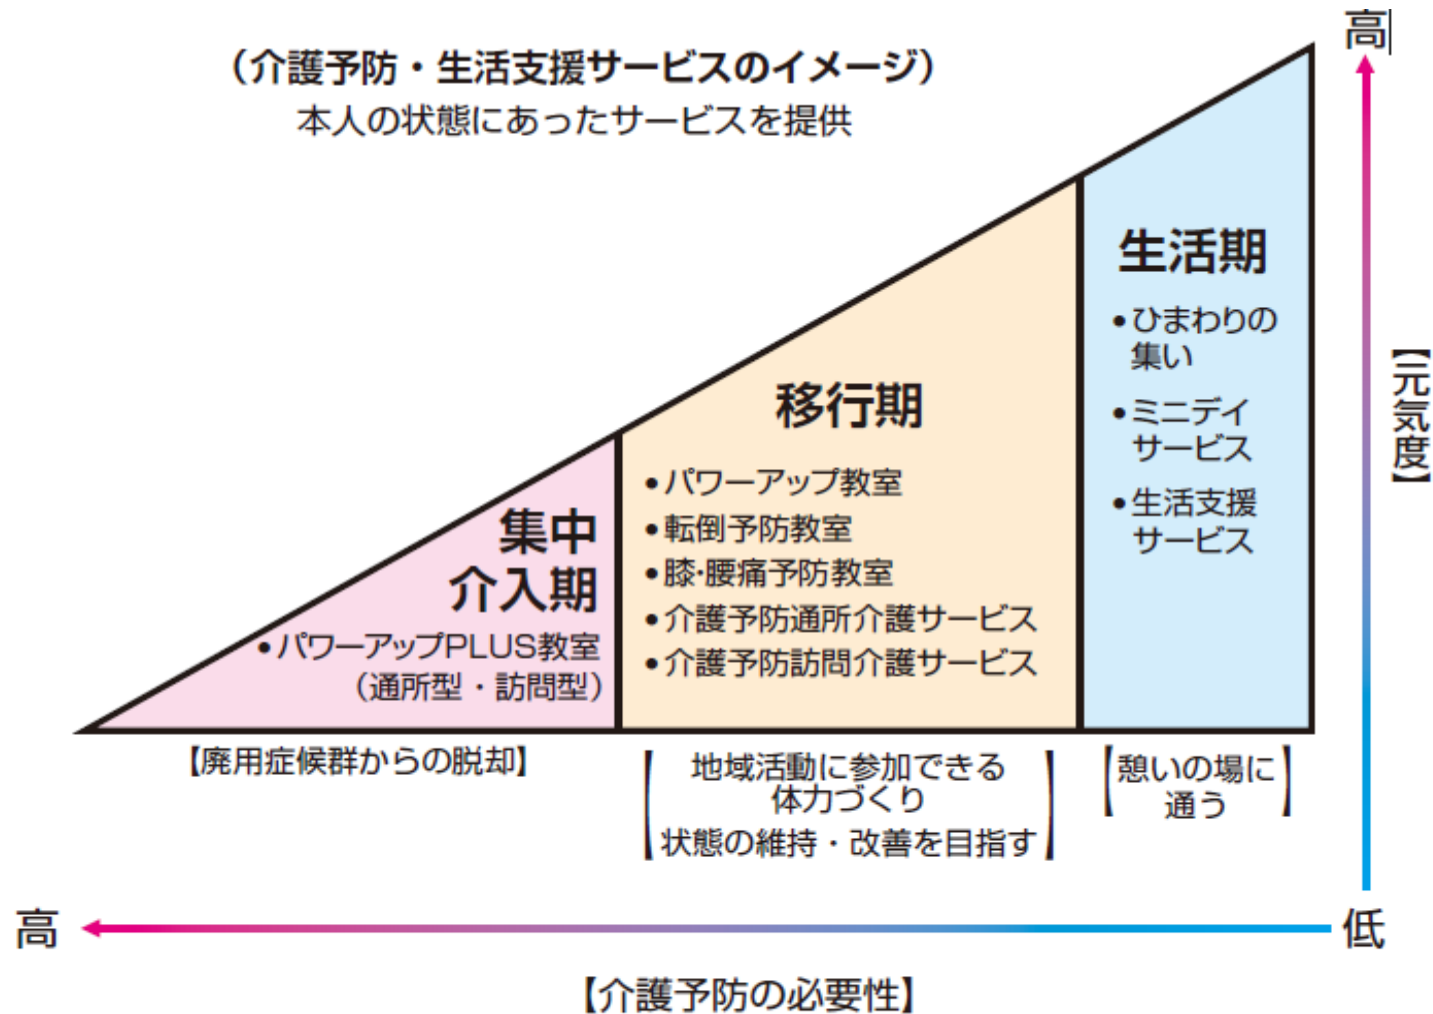 （介護予防・生活支援サービスのイメージ）
本人の状態にあったサービスを提供
高
【元気度】
生活期
•ひまわりの
集い
•ミニデイ
サービス
•生活支援
サービス
移行期
•パワーアップ教室
•転倒予防教室
•膝・腰痛予防教室
•介護予防通所介護サービス
•介護予防訪問介護サービス
集中
介入期
•パワーアップPLUS教室
（通所型・訪問型）
【廃用症候群からの脱却】
【地域活動に参加できる
体力づくり
状態の維持・改善を目指す】
【憩いの場に
通う】
高
低
【介護予防の必要性】